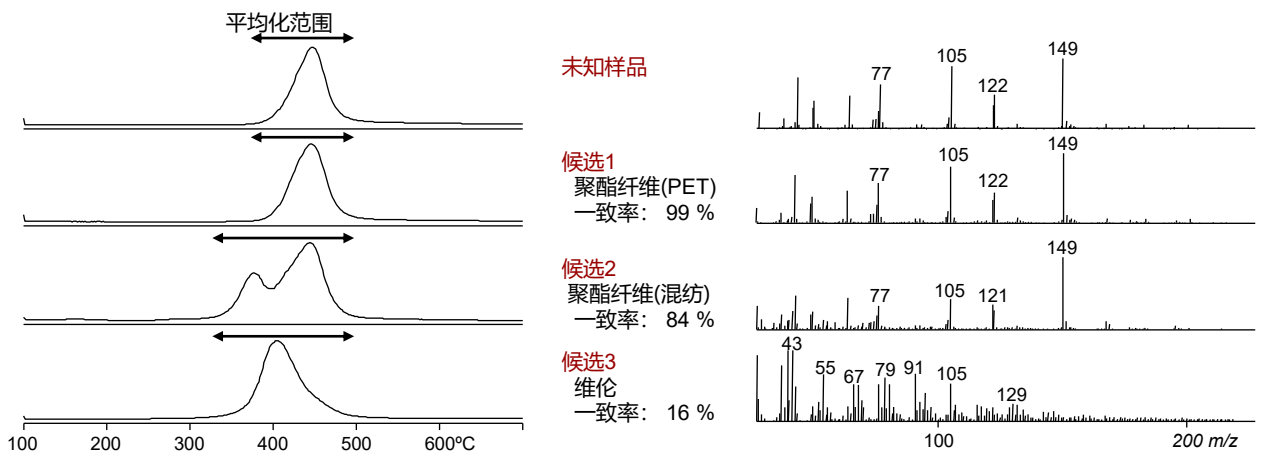 平均化范围
未知样品
77
105
122
149
候选1
聚酯纤维(PET)
一致率： 99 %
77
105
122
149
候选2
聚酯纤维(混纺)
一致率： 84 %
77
105
121
149
候选3
维伦
一致率： 16 %
43
55
67
79
91
105
129
100
200
300
400
500
600ºC
100
200 m/z